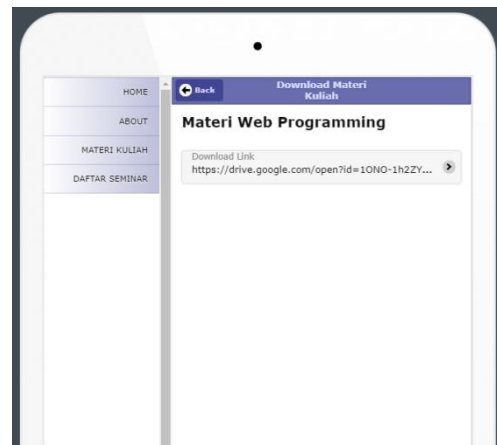 HOME
ABOUT
MATERI KULIAH
DAFTAR SEMINAR
Back
Download Materi
Kuliah
Materi Web Programming
Download Link
https://drive.google.com/open?id=1ONO-1h2ZY...